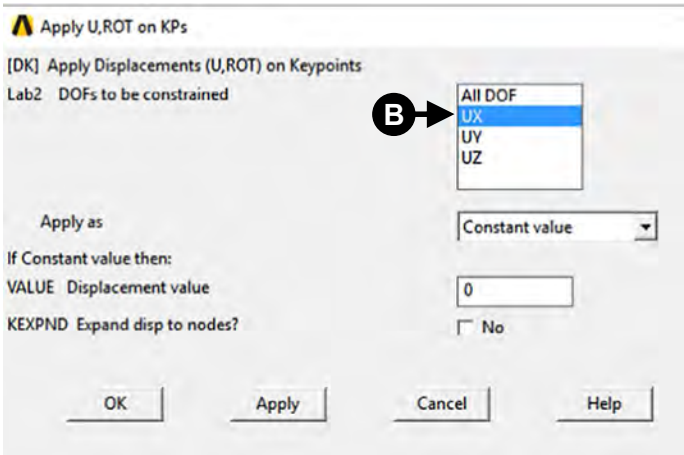 Apply U,ROT on KPs
[DK] Apply Displacements (U,ROT) on Keypoints
Lab2 DOFs to be constrained
All DOF
B
UX
UY
UZ
Apply as
Constant value
If Constant value then:
VALUE Displacement value
0
KEXPND Expand disp to nodes?
No
OK Apply Cancel Help